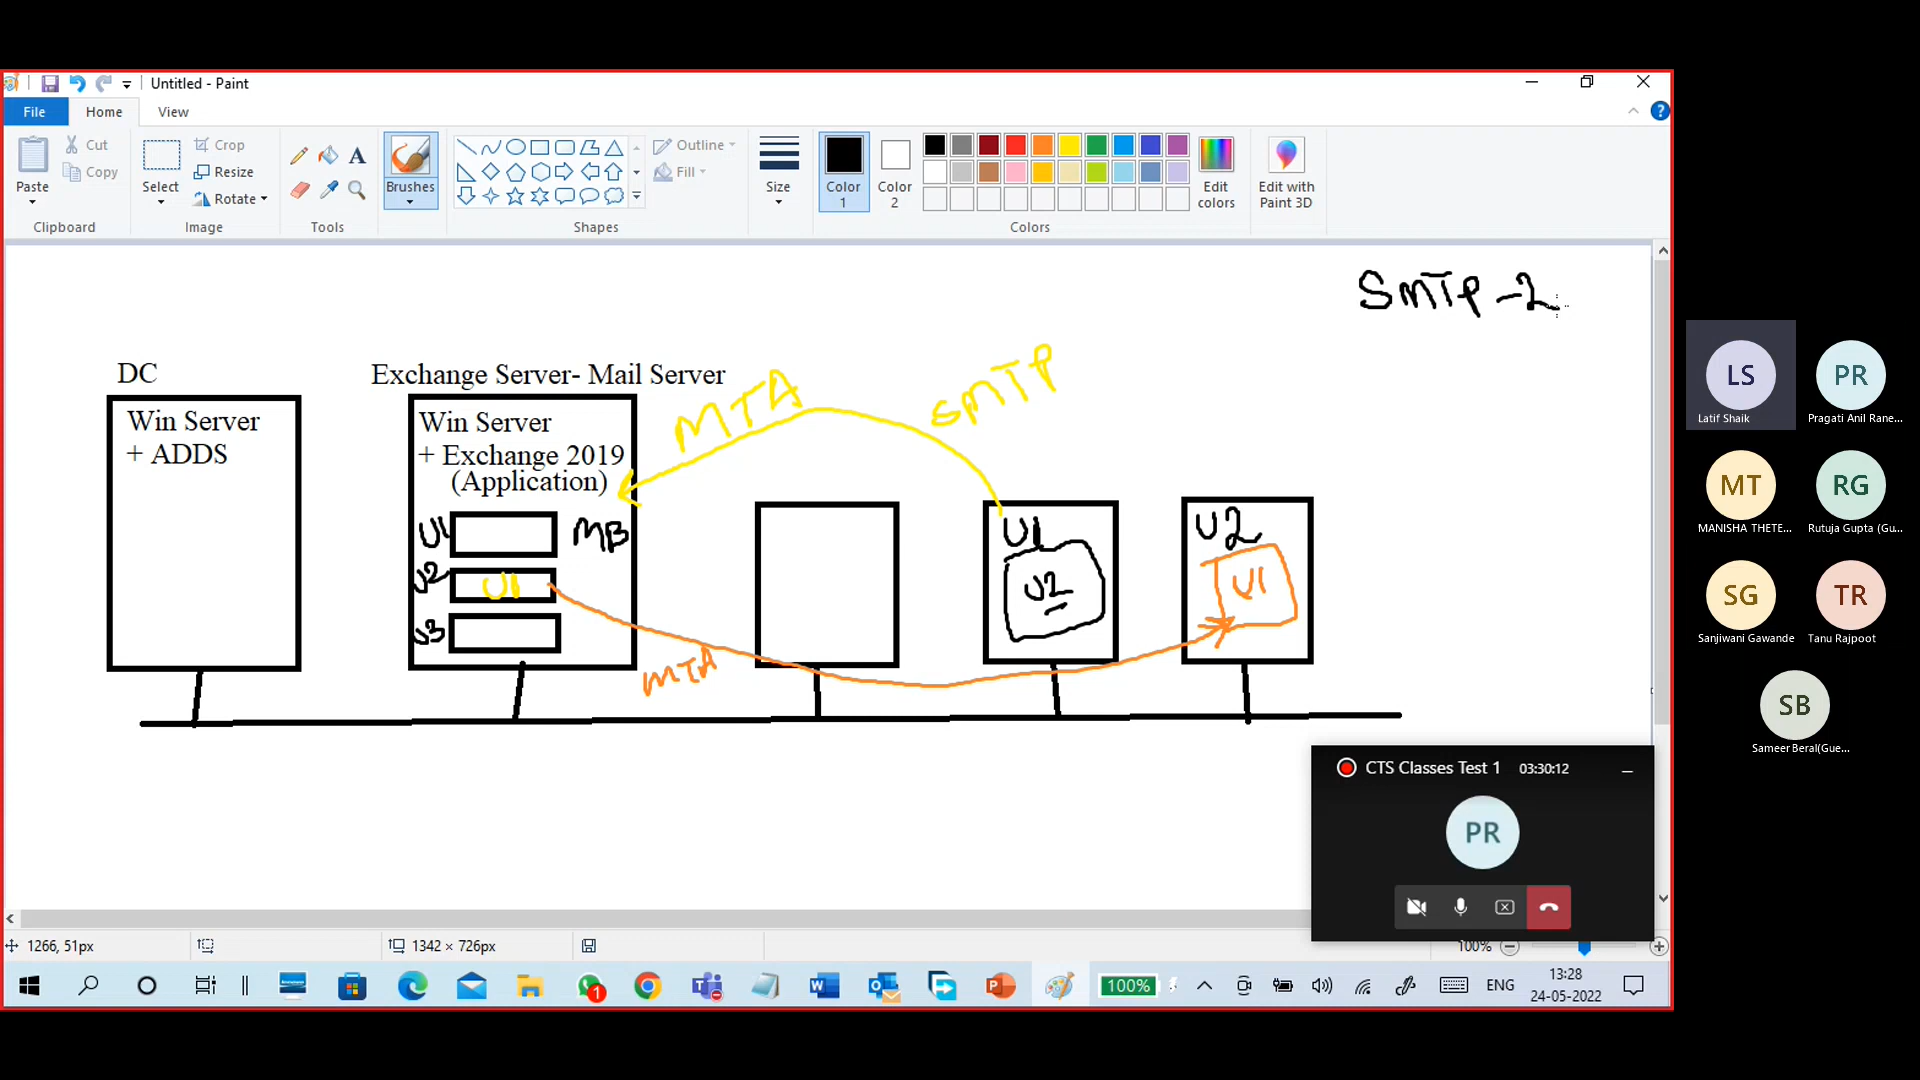 Untitled - Paint
File Home View
Cut
Copy
Paste
Clipboard
Select
Crop
Resize
Rotate
Image
Tools
Brushes
Shapes
Outline
Fill
Size
Color 1
Color 2
Colors
Edit colors
Edit with Paint 3D
SMTP -2
DC
Win Server
+ ADDS
Exchange Server- Mail Server
Win Server
+ Exchange 2019
(Application)
U1 MB
U2 U1
U3
MTA
SMTP
MTA
U1
U2
U2
U1
LS
Latif Shaik
PR
Pragati Anil Rane...
MT
MANISHA THETE...
RG
Rutuja Gupta (Gu...
SG
Sanjiwani Gawande
TR
Tanu Rajpoot
SB
Sameer Beral(Gue...
CTS Classes Test 1 03:30:12
PR
1266, 51px
1342 × 726px
100%
1
100%
ENG
13:28
24-05-2022